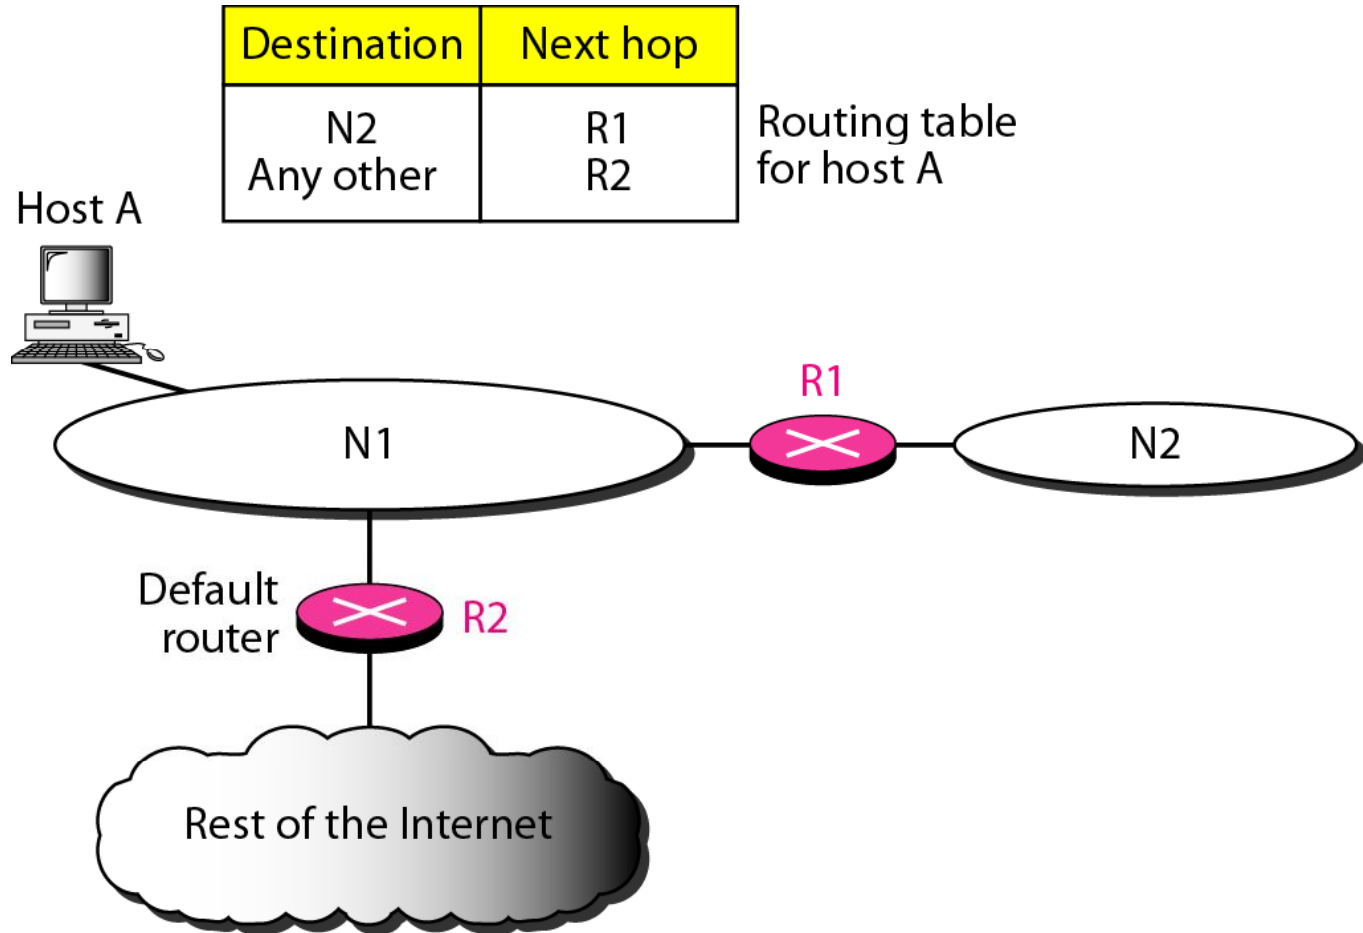 Destination Next hop
N2 R1
Any other R2
Routing table
for host A
Host A
R1
N1
N2
Default
router
R2
Rest of the Internet